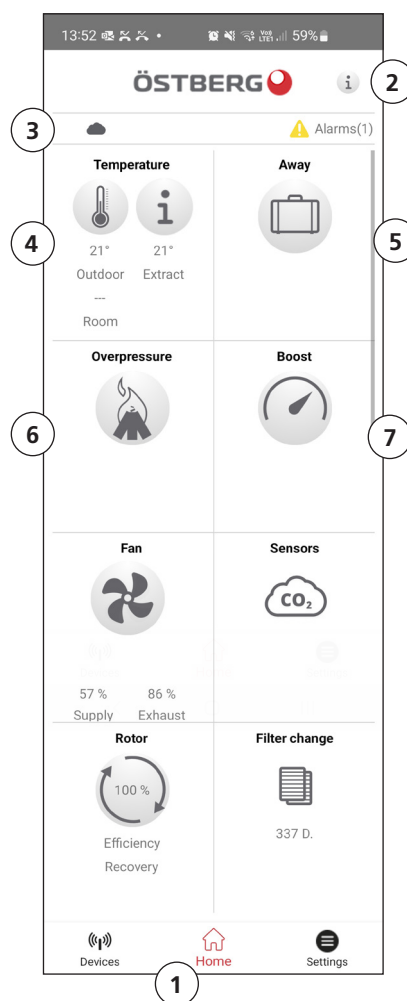 13:52 59%
ÖSTBERG
2
3
Alarms(1)
Temperature Away
4
5
21° 21°
Outdoor Extract
---
Room
Overpressure Boost
6
7
Fan Sensors
CO₂
57 % 86 %
Supply Exhaust
Rotor Filter change
100 %
337 D.
Efficiency
Recovery
Devices Home Settings
1